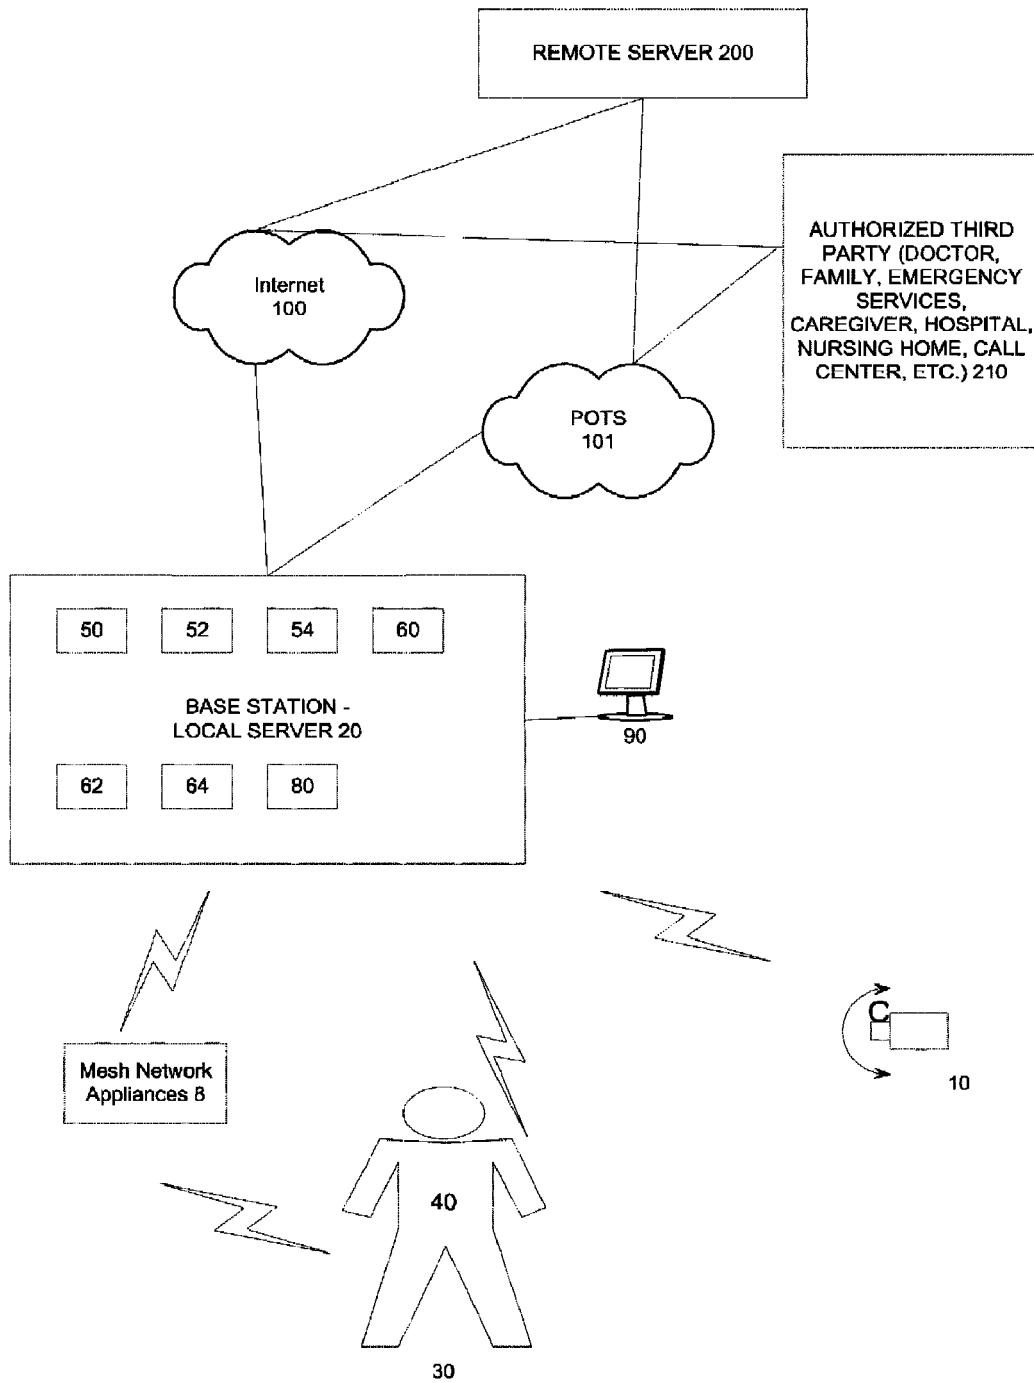 REMOTE SERVER 200
AUTHORIZED THIRD
PARTY (DOCTOR,
FAMILY, EMERGENCY
SERVICES,
CAREGIVER, HOSPITAL,
NURSING HOME, CALL
CENTER, ETC.) 210
Internet
100
POTS
101
50 52 54 60
BASE STATION -
LOCAL SERVER 20
90
62 64 80
C
10
Mesh Network
Appliances 8
40
30